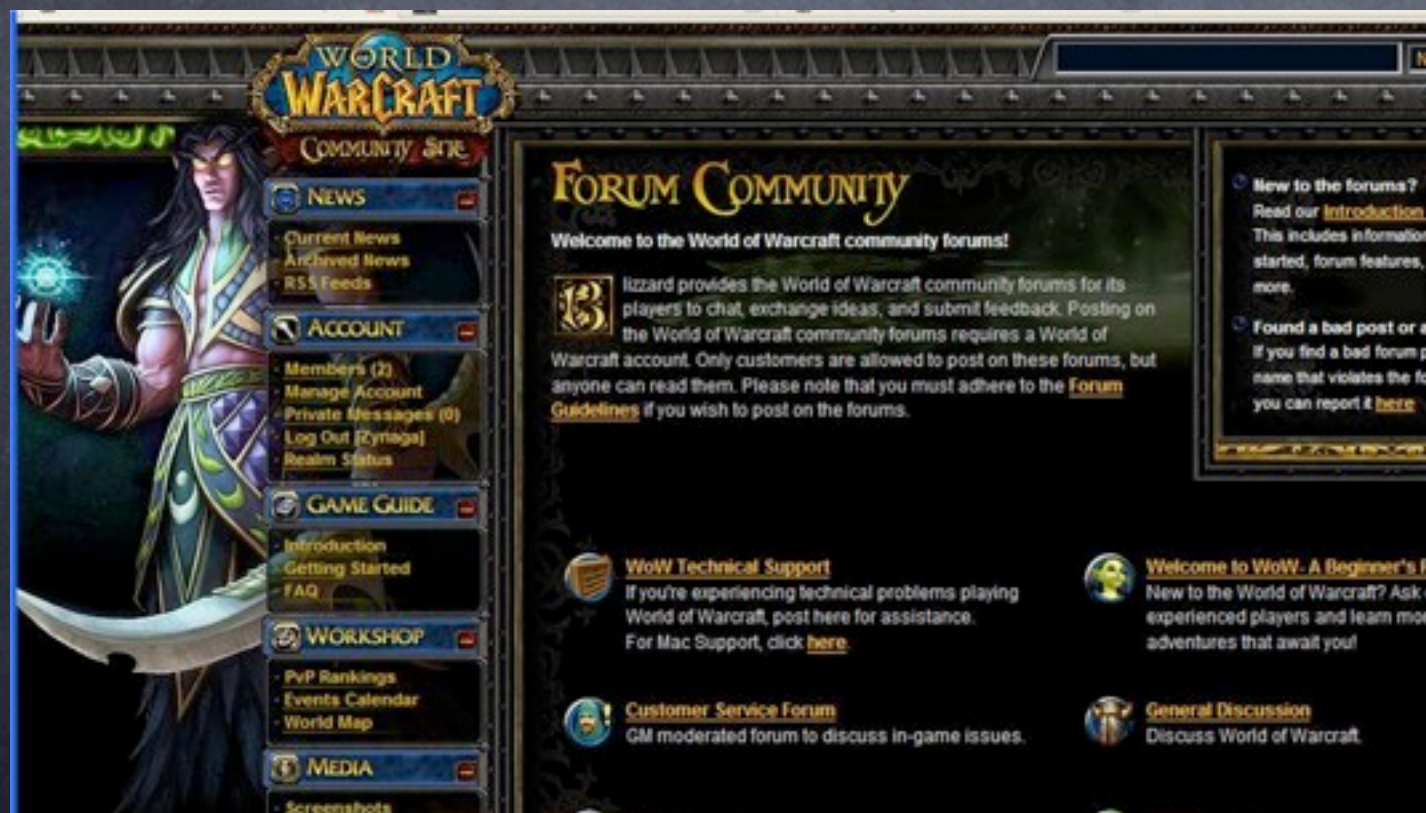 WORLD
WARCRAFT
COMMUNITY SITE
NEWS
Current News
Archived News
RSS Feeds
ACCOUNT
Members (2)
Manage Account
Private Messages (0)
Log Out [Zyriaga]
Realm Status
GAME GUIDE
Introduction
Getting Started
FAQ
WORKSHOP
PvP Rankings
Events Calendar
World Map
MEDIA
Screenshots
FORUM COMMUNITY
Welcome to the World of Warcraft community forums!
Blizzard provides the World of Warcraft community forums for its
players to chat, exchange ideas, and submit feedback. Posting on
the World of Warcraft community forums requires a World of
Warcraft account. Only customers are allowed to post on these forums, but
anyone can read them. Please note that you must adhere to the Forum
Guidelines if you wish to post on the forums.
New to the forums?
Read our Introduction
This includes information
started, forum features,
more.
Found a bad post or
If you find a bad forum
name that violates the
you can report it here
WoW Technical Support
If you're experiencing technical problems playing
World of Warcraft, post here for assistance.
For Mac Support, click here.
Welcome to WoW- A Beginner's
New to the World of Warcraft? Ask
experienced players and learn
adventures that await you!
Customer Service Forum
GM moderated forum to discuss in-game issues.
General Discussion
Discuss World of Warcraft.